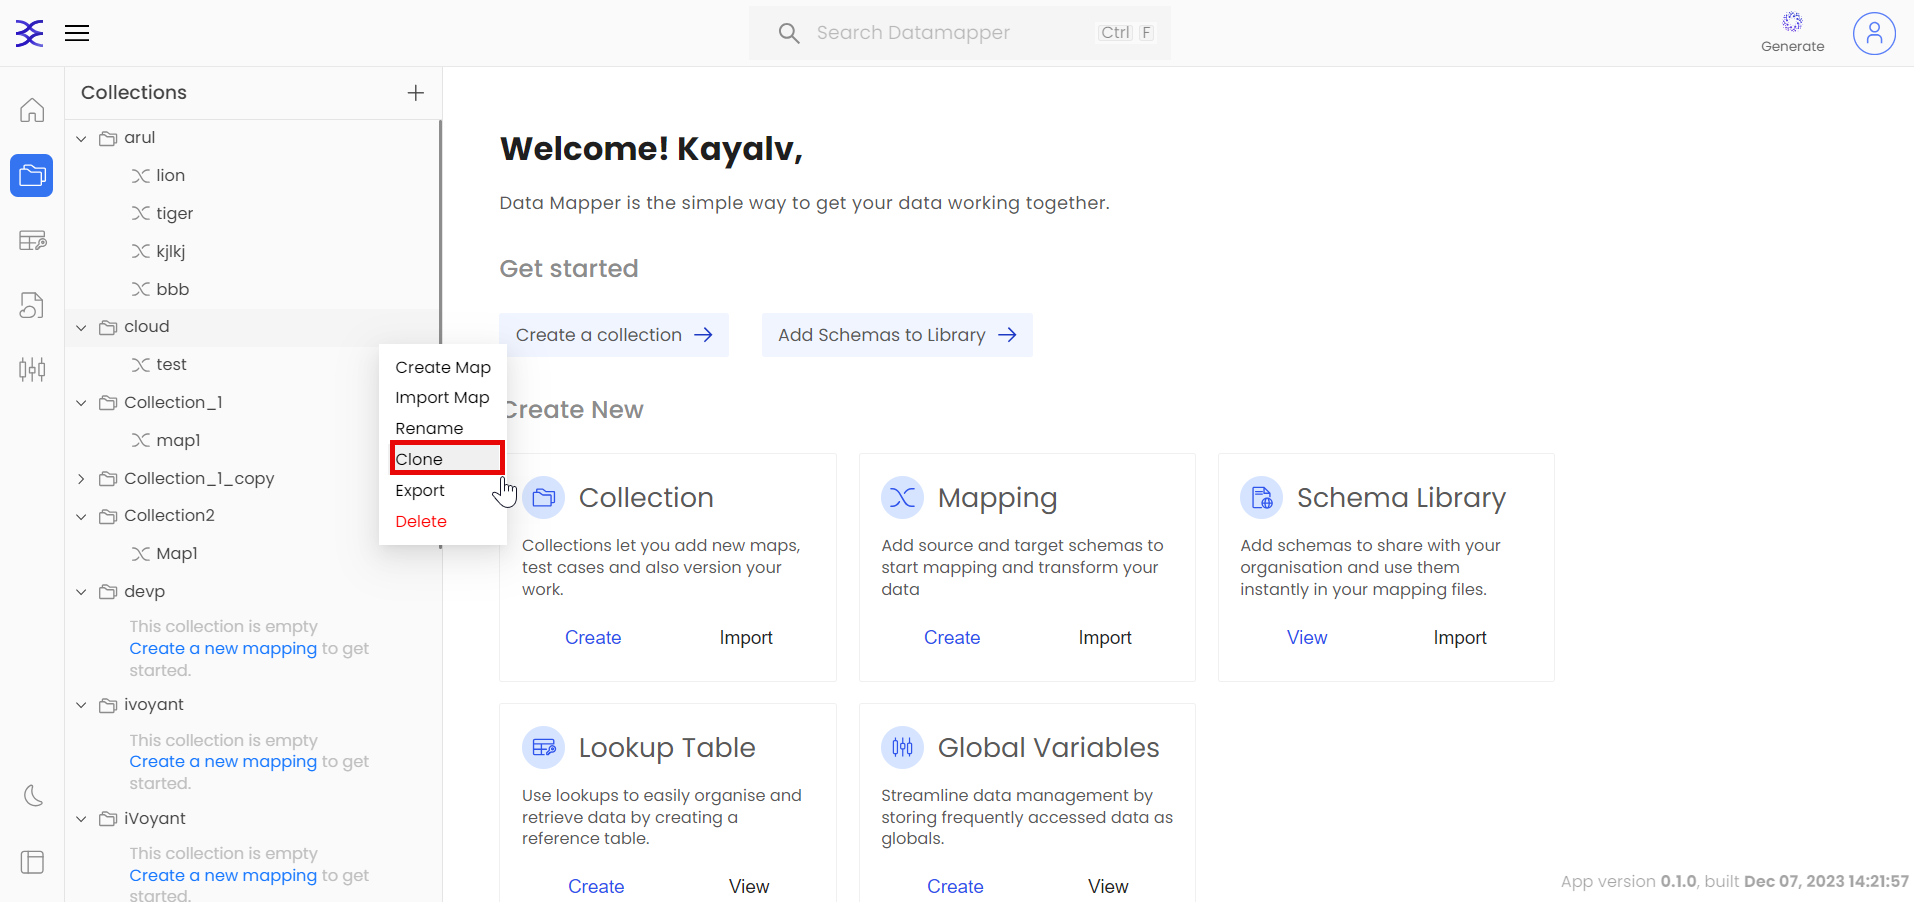 Search Datamapper
Ctrl F
Generate
Collections
arul
lion
tiger
kjlkj
bbb
cloud
test
Collection_1
map1
Collection_1_copy
Collection2
Map1
devp
This collection is empty
Create a new mapping to get
started.
ivoyant
This collection is empty
Create a new mapping to get
started.
iVoyant
This collection is empty
Create a new mapping to get
started.
Create Map
Import Map
Rename
Clone
Export
Delete
Welcome! Kayalv,
Data Mapper is the simple way to get your data working together.
Get started
Create a collection
Add Schemas to Library
Create New
Collection
Collections let you add new maps,
test cases and also version your
work.
Create Import
Mapping
Add source and target schemas to
start mapping and transform your
data
Create Import
Schema Library
Add schemas to share with your
organisation and use them
instantly in your mapping files.
View Import
Lookup Table
Use lookups to easily organise and
retrieve data by creating a
reference table.
Create View
Global Variables
Streamline data management by
storing frequently accessed data as
globals.
Create View
App version 0.1.0, built Dec 07, 2023 14:21:57